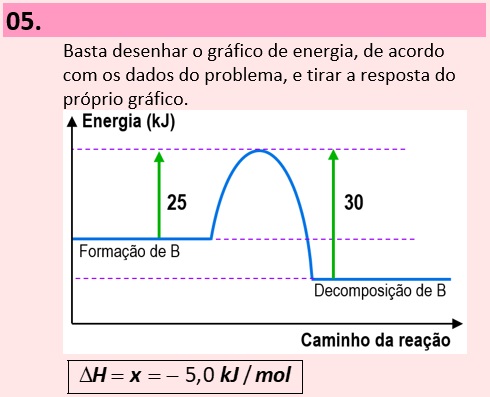 05.
Basta desenhar o gráfico de energia, de acordo
com os dados do problema, e tirar a resposta do
próprio gráfico.
Energia (kJ)
25
30
Formação de B
Decomposição de B
Caminho da reação
ΔH = x = − 5,0 kJ / mol